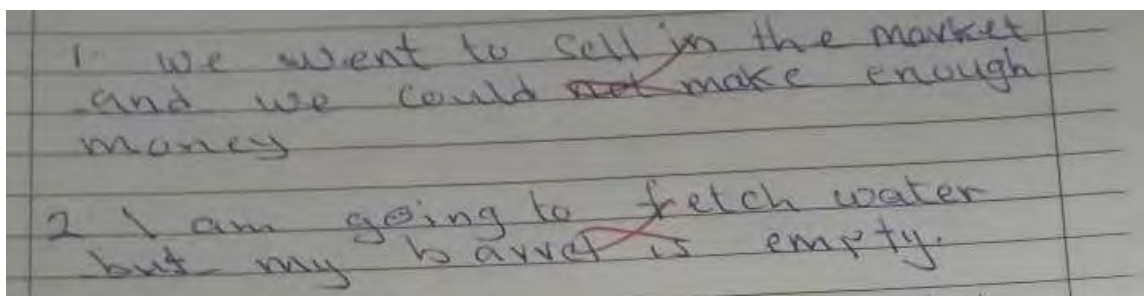 1. we went to sell in the market
and we could not make enough
money
2 I am going to fetch water
but my barrel is empty.